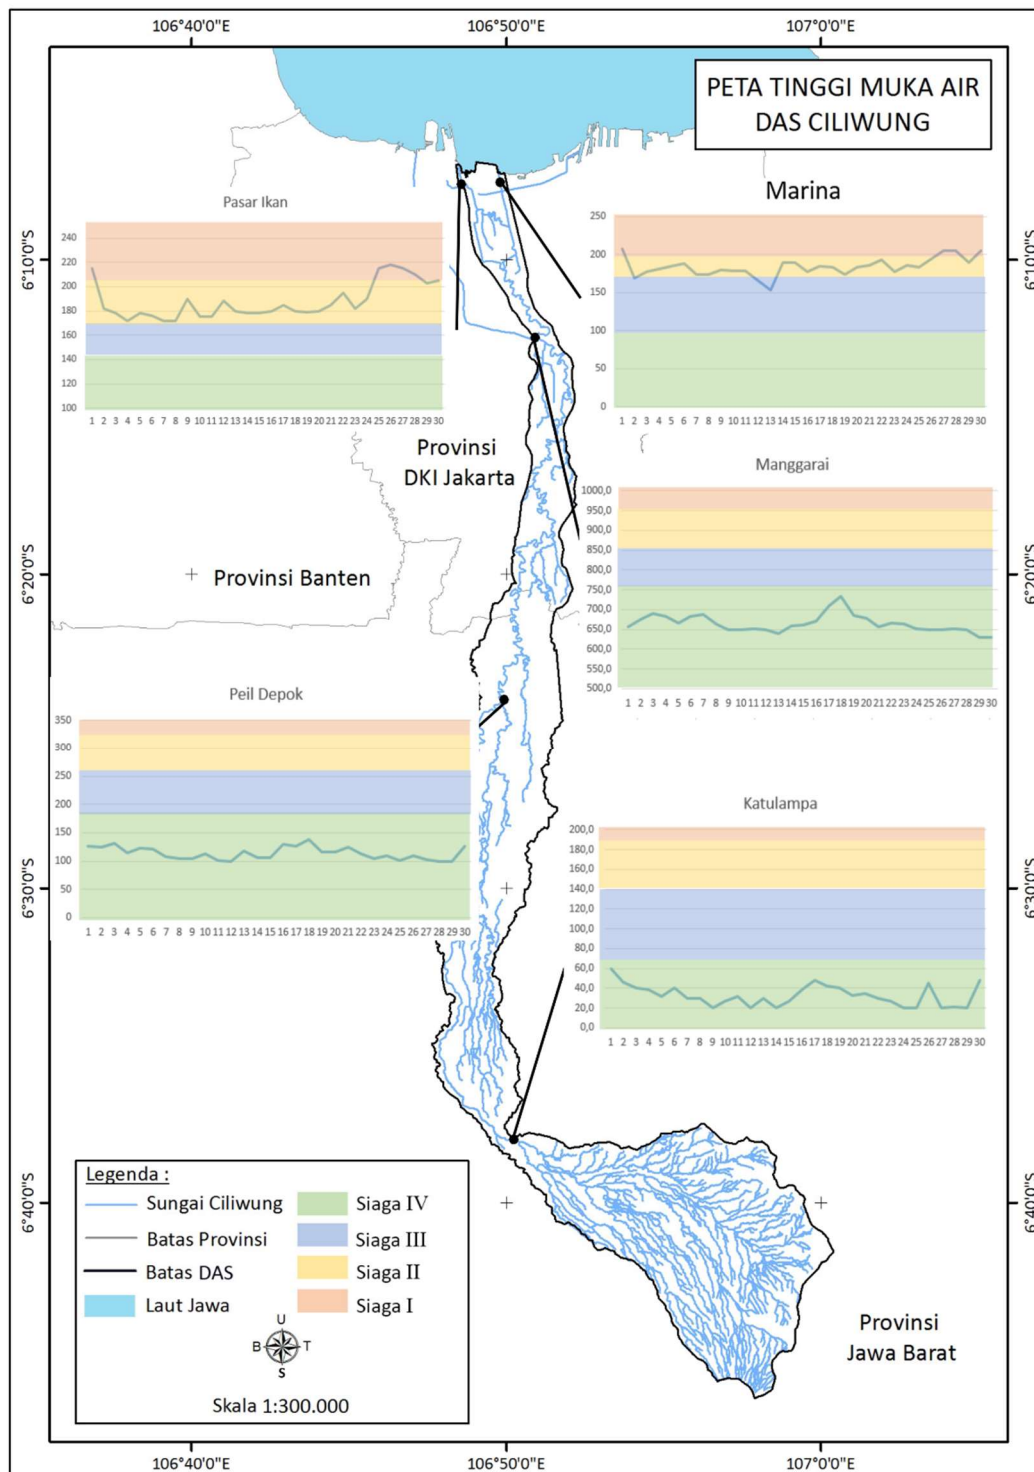 106°40'0"E 106°50'0"E 107°0'0"E
PETA TINGGI MUKA AIR
DAS CILIWUNG
6°10'0"S
6°10'0"S
Pasar Ikan
240
220
200
180
160
140
120
100
1 2 3 4 5 6 7 8 9 10 11 12 13 14 15 16 17 18 19 20 21 22 23 24 25 26 27 28 29 30
Marina
250
200
150
100
50
0
1 2 3 4 5 6 7 8 9 10 11 12 13 14 15 16 17 18 19 20 21 22 23 24 25 26 27 28 29 30
Provinsi
DKI Jakarta
Manggarai
1000,0
950,0
900,0
850,0
800,0
750,0
700,0
650,0
600,0
550,0
500,0
1 2 3 4 5 6 7 8 9 10 11 12 13 14 15 16 17 18 19 20 21 22 23 24 25 26 27 28 29 30
6°20'0"S
6°20'0"S
Provinsi Banten
Peil Depok
350
300
250
200
150
100
50
0
1 2 3 4 5 6 7 8 9 10 11 12 13 14 15 16 17 18 19 20 21 22 23 24 25 26 27 28 29 30
Katulampa
200,0
180,0
160,0
140,0
120,0
100,0
80,0
60,0
40,0
20,0
0,0
1 2 3 4 5 6 7 8 9 10 11 12 13 14 15 16 17 18 19 20 21 22 23 24 25 26 27 28 29 30
6°30'0"S
6°30'0"S
6°40'0"S
6°40'0"S
Legenda :
Sungai Ciliwung
Batas Provinsi
Batas DAS
Laut Jawa
Siaga IV
Siaga III
Siaga II
Siaga I
U
B T
S
Skala 1:300.000
Provinsi
Jawa Barat
106°40'0"E 106°50'0"E 107°0'0"E